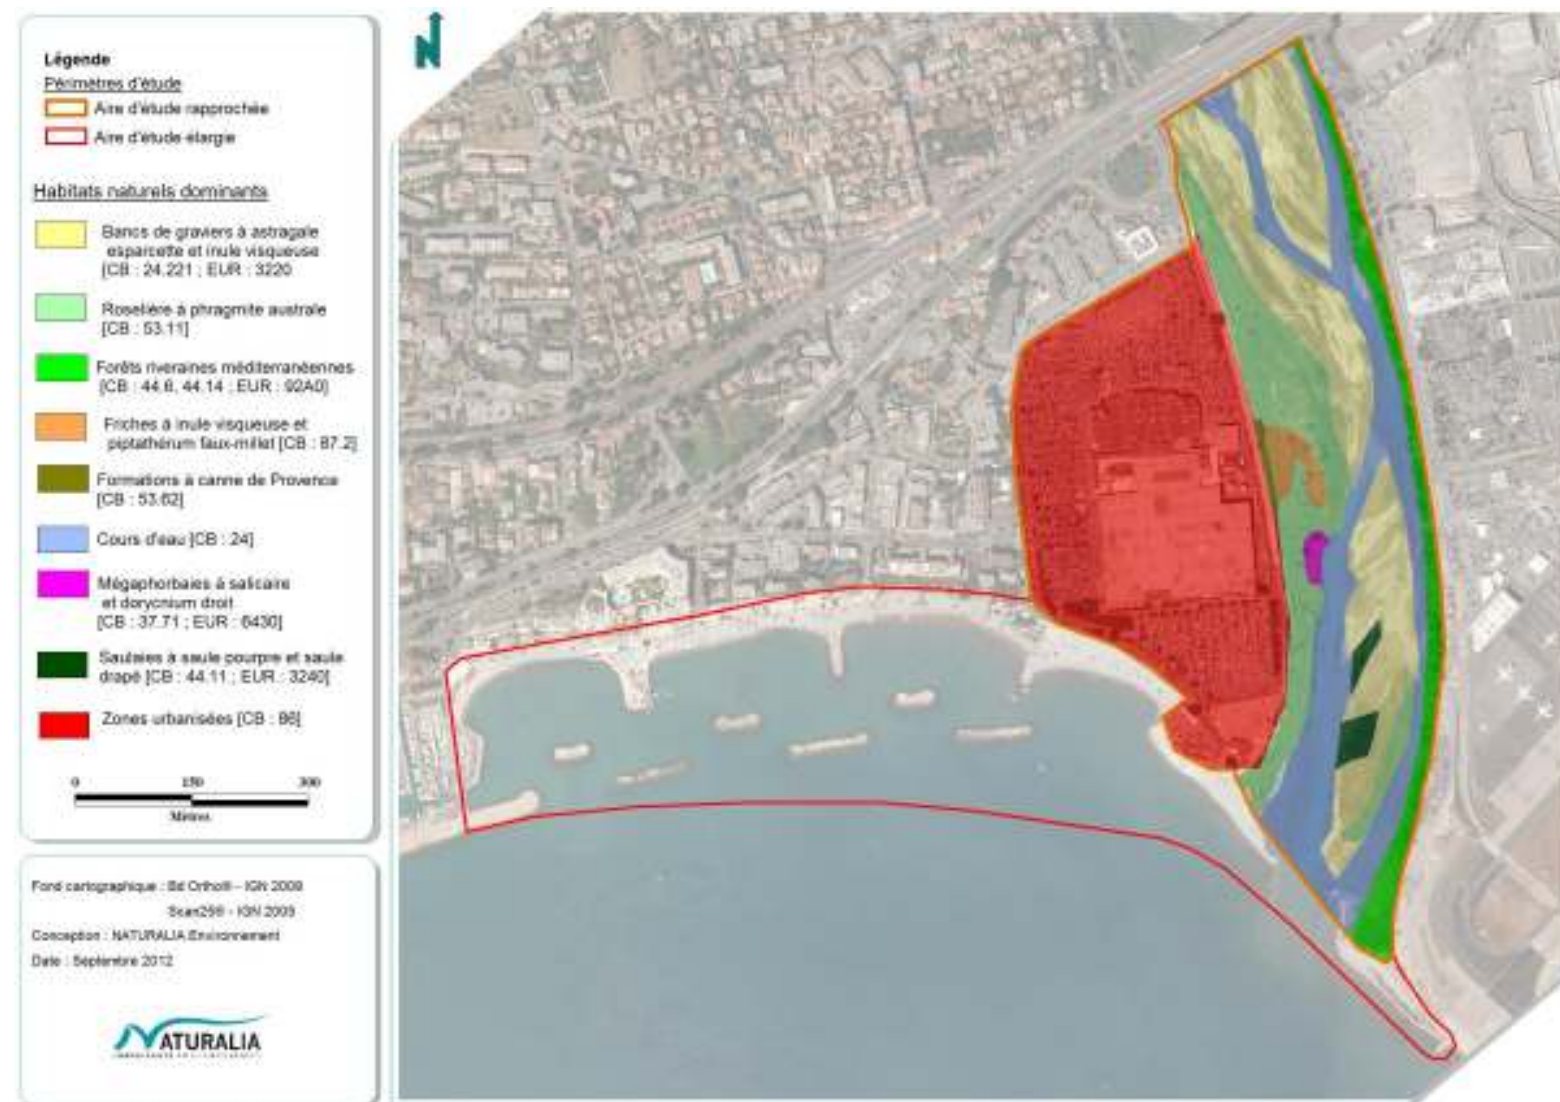 N
Légende
Périmètres d'étude
Aire d'étude rapprochée
Aire d'étude élargie
Habitats naturels dominants
Bancs de graviers à astragale
esparcette et inule visqueuse
[CB : 24.221 ; EUR : 3220
Roselière à phragmite australe
[CB : 53.11]
Forêts riveraines méditerranéennes
[CB : 44.6, 44.14 ; EUR : 92A0]
Friches à inule visqueuse et
piptathérum faux-millet [CB : 87.2]
Formations à canne de Provence
[CB : 53.62]
Cours d'eau [CB : 24]
Mégaphorbaies à salicaire
et dorycnium droit
[CB : 37.71 ; EUR : 6430]
Saulaies à saule pourpre et saule
drapé [CB : 44.11 ; EUR : 3240]
Zones urbanisées [CB : 86]
0 150 300
Mètres
Fond cartographique : Bd Ortho® - IGN 2009
Scan25® - IGN 2009
Conception : NATURALIA Environnement
Date : Septembre 2012
NATURALIA